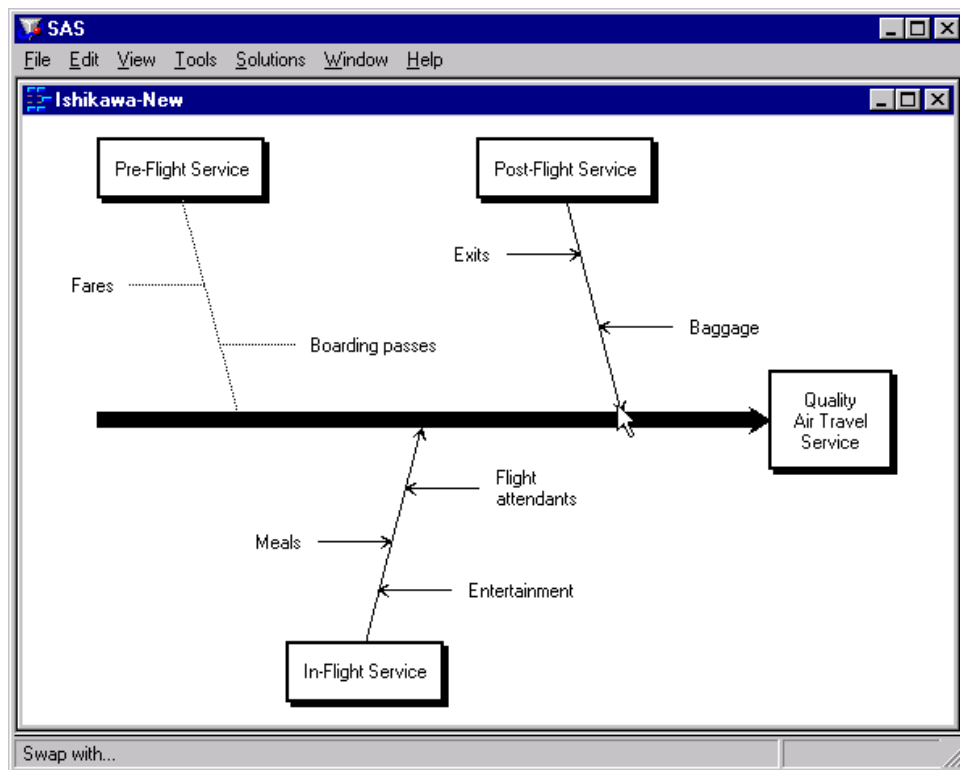 SAS
File Edit View Tools Solutions Window Help
Ishikawa-New
Pre-Flight Service
Post-Flight Service
Exits
Fares
Baggage
Boarding passes
Quality
Air Travel
Service
Flight
attendants
Meals
Entertainment
In-Flight Service
Swap with...